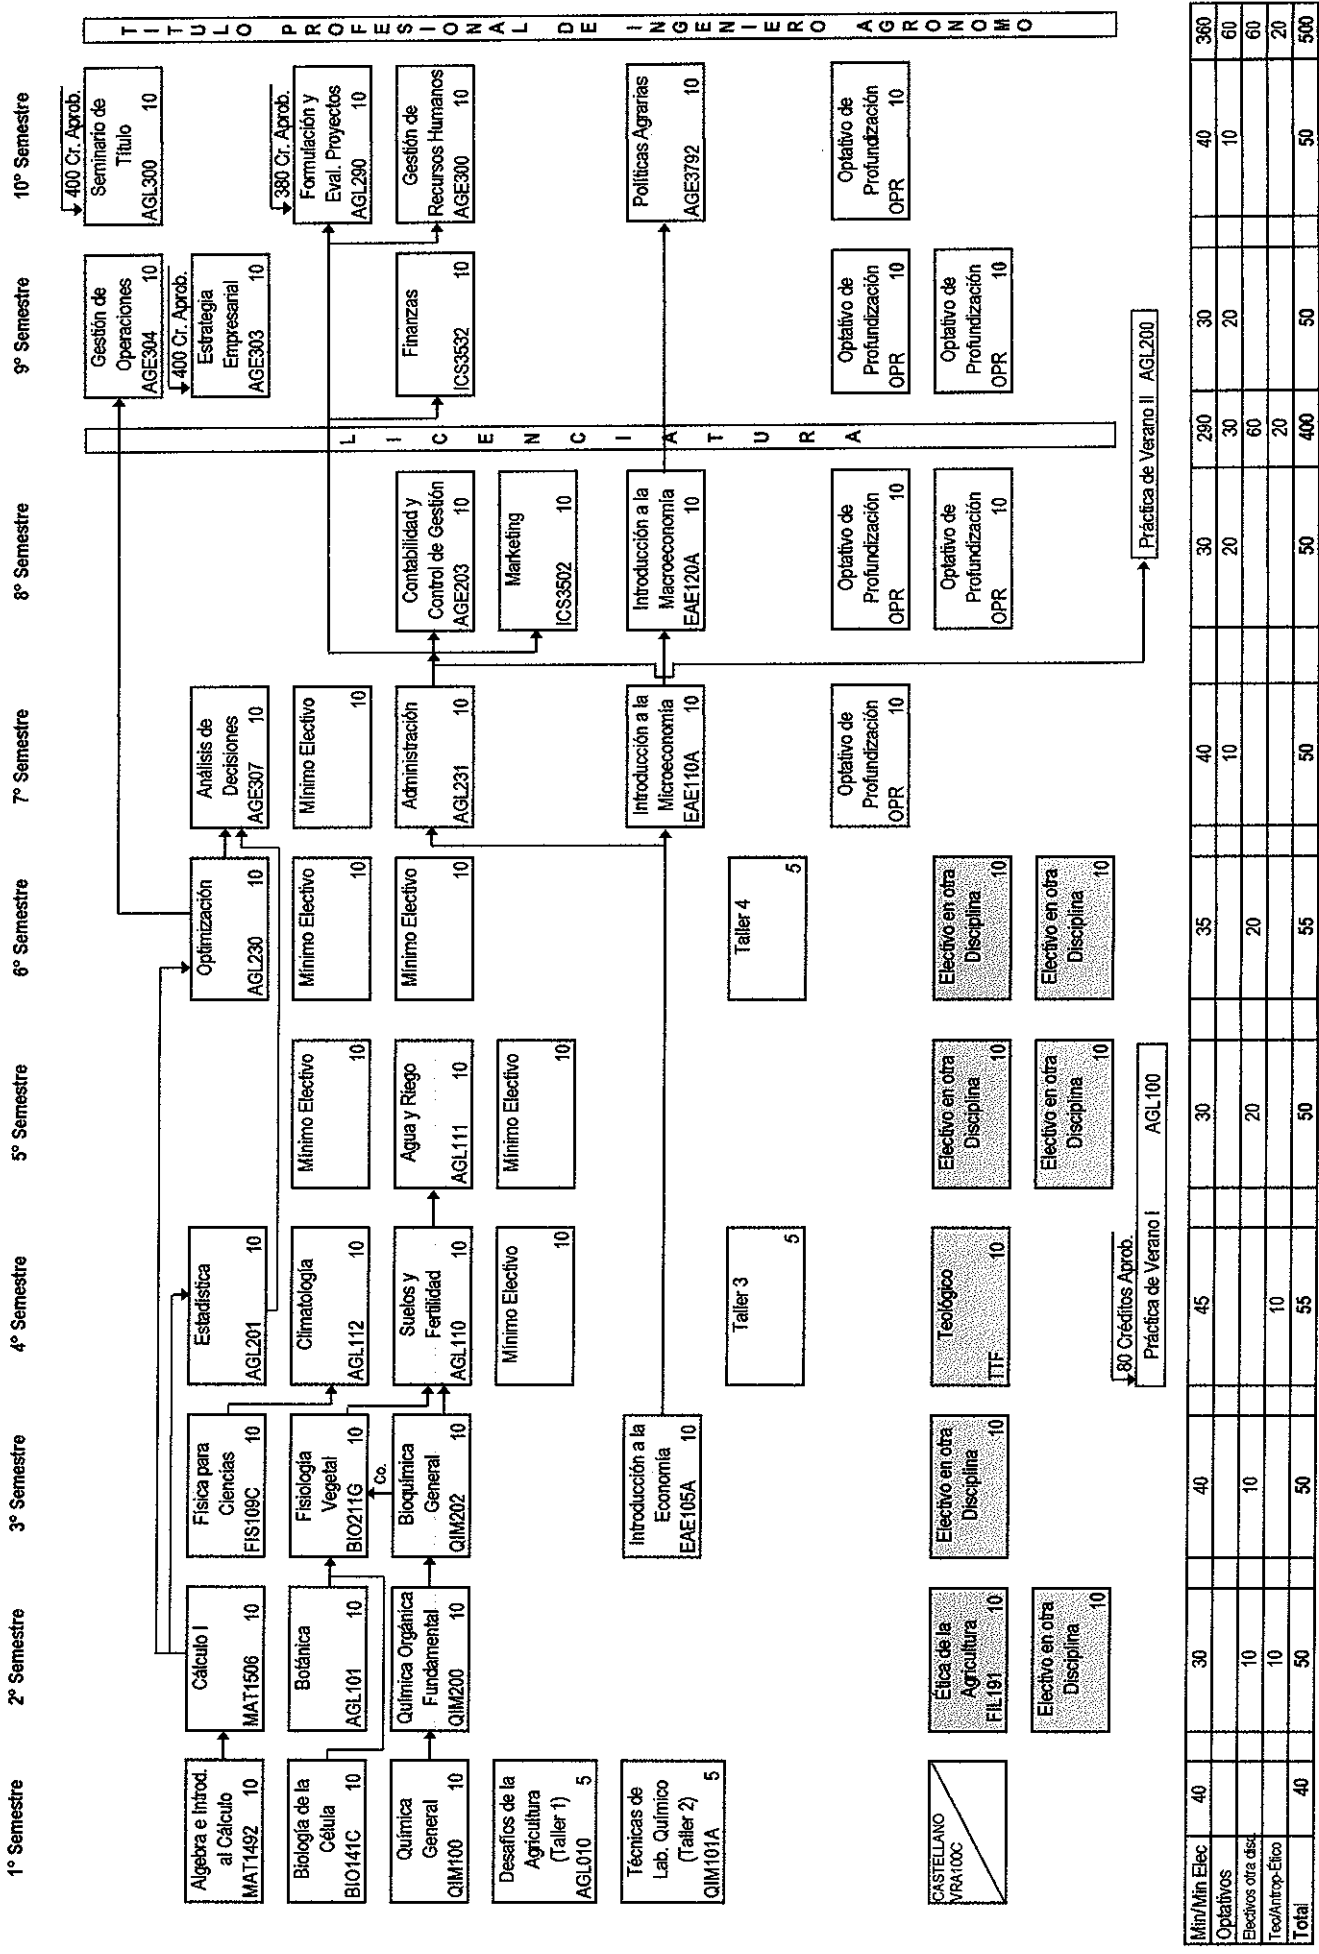 1° Semestre
Algebra e Introd.
al Cálculo
MAT1492 10
Biología de la
Célula
BIO141C 10
Química
General
QIM100 10
Desafíos de la
Agricultura
(Taller 1)
AGL010 5
Técnicas de
Lab. Químico
(Taller 2)
QIM101A 5
CASTELLANO
VRA100C
2° Semestre
Cálculo I
MAT1506 10
Botánica
AGL101 10
Química Orgánica
Fundamental
QIM200 10
Ética de la
Agricultura
FIL191 10
Electivo en otra
Disciplina
10
3° Semestre
Física para
Ciencias
FIS109C 10
Fisiología
Vegetal
BIO211G 10
Co.
Bioquímica
General
QIM202 10
Introducción a la
Economía
EAE105A 10
Electivo en otra
Disciplina
10
4° Semestre
Estadística
AGL201 10
Climatología
AGL112 10
Suelos y
Fertilidad
AGL110 10
Mínimo Electivo
10
Taller 3
5
Teológico
TTF 10
80 Créditos Aprob.
Práctica de Verano I AGL100
5° Semestre
Mínimo Electivo
10
Agua y Riego
AGL111 10
Mínimo Electivo
10
Electivo en otra
Disciplina
10
Electivo en otra
Disciplina
10
6° Semestre
Optimización
AGL230 10
Mínimo Electivo
10
Mínimo Electivo
10
Taller 4
5
Electivo en otra
Disciplina
10
Electivo en otra
Disciplina
10
7° Semestre
Análisis de
Decisiones
AGE307 10
Mínimo Electivo
10
Administración
AGL231 10
Introducción a la
Microeconomía
EAE110A 10
Optativo de
Profundización
OPR 10
8° Semestre
Contabilidad y
Control de Gestión
AGE203 10
Marketing
ICS3502 10
Introducción a la
Macroeconomía
EAE120A 10
Optativo de
Profundización
OPR 10
Optativo de
Profundización
OPR 10
Práctica de Verano II AGL200
LICENCIATURA
9° Semestre
Gestión de
Operaciones
AGE304 10
400 Cr. Aprob.
Estrategia
Empresarial
AGE303 10
Finanzas
ICS3532 10
Optativo de
Profundización
OPR 10
Optativo de
Profundización
OPR 10
10° Semestre
400 Cr. Aprob.
Seminario de
Título
AGL300 10
380 Cr. Aprob.
Formulación y
Eval. Proyectos
AGL290 10
Gestión de
Recursos Humanos
AGE300 10
Políticas Agrarias
AGE3792 10
Optativo de
Profundización
OPR 10
TITULO PROFESIONAL DE INGENIERO AGRONOMO
Min/Min Elec 40 30 40 45 30 35 40 30 290 30 40 360
Optativos 10 20 30 20 10 60
Electivos otra disc. 10 10 20 20 60 60
Teo/Antrop-Ético 10 10 20 20
Total 40 50 50 55 50 55 50 50 400 50 50 500